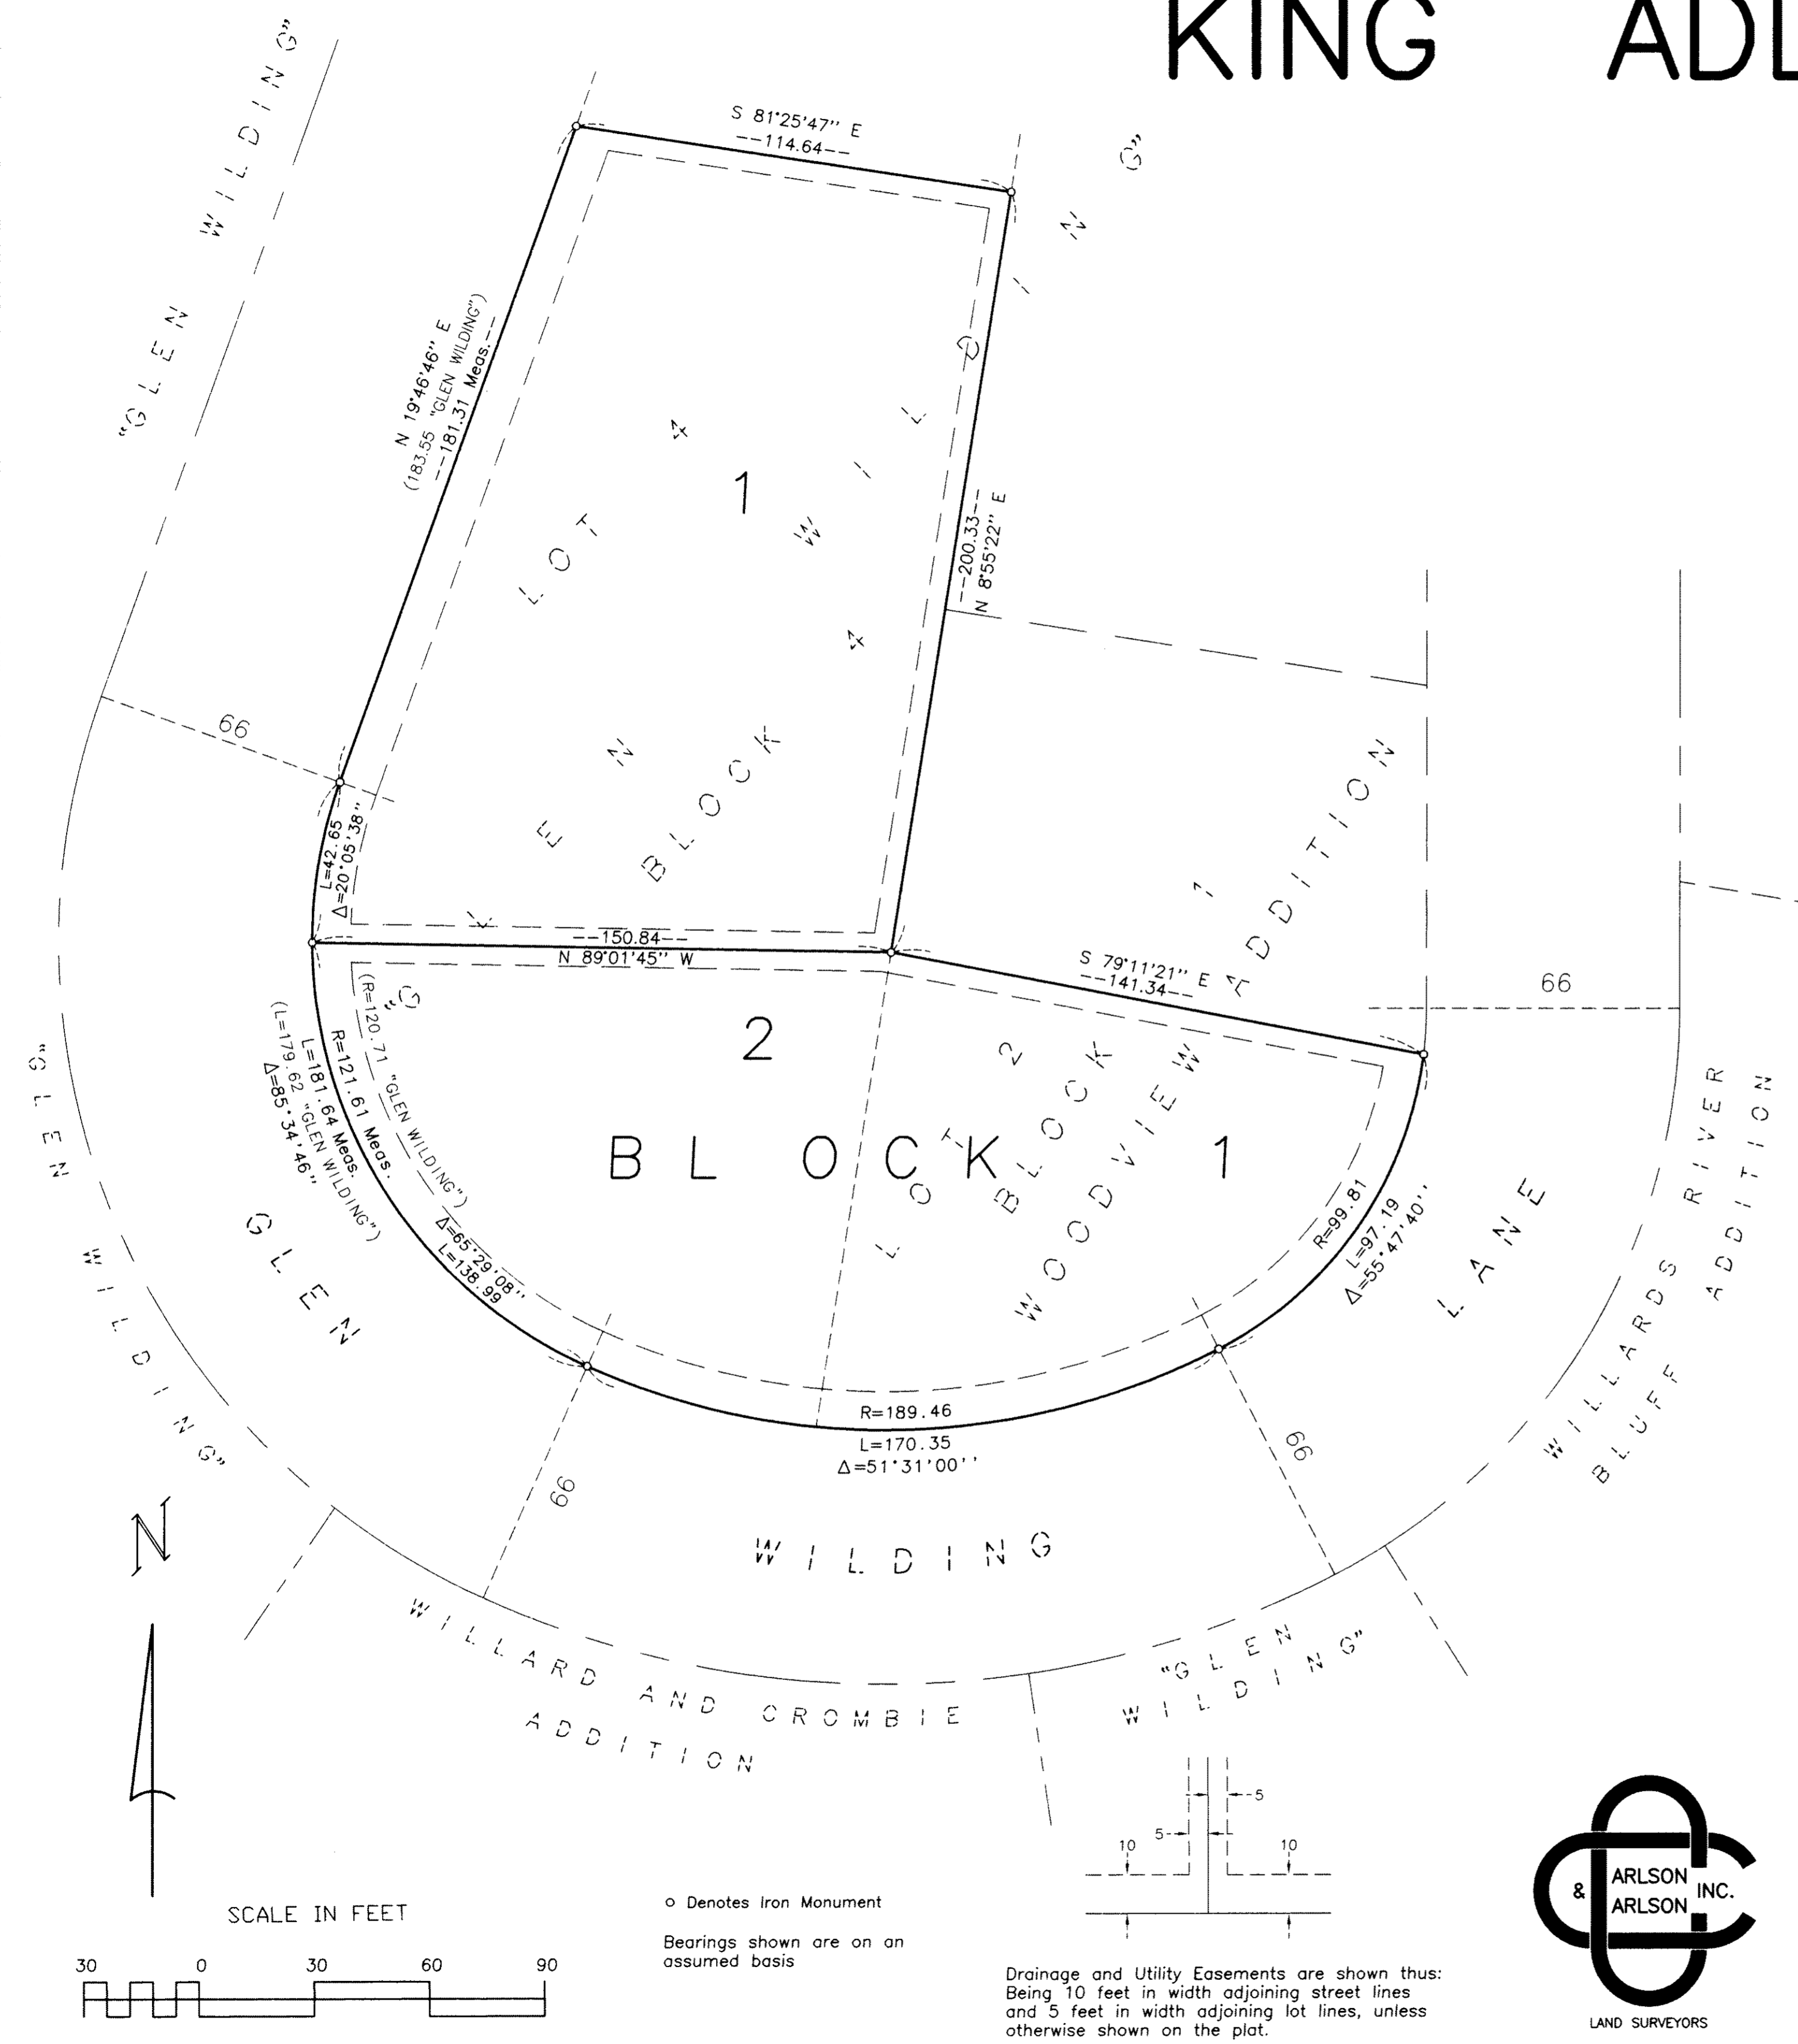 KING ADD
"GLEN WILDING"
S 81°25'47" E
--114.64--
N 19°46'46" E
(183.55 "GLEN WILDING")
--181.31 Meas.--
LOT 4
1
"GLEN WILDING"
BLOCK 4
--200.33--
N 8°55'22" E
66
L=42.65
Δ=20°05'38"
--150.84--
N 89°01'45" W
S 79°11'21" E
--141.34--
66
2
BLOCK 1
LOT 2
BLOCK 1
WOODVIEW ADDITION
(R=120.71 "GLEN WILDING")
R=121.61 Meas.
L=181.64 Meas.
(L=179.62 "GLEN WILDING")
Δ=85°34'46"
Δ=65°29'08''
L=138.99
R=99.81
L=97.19
Δ=55°47'40''
R=189.46
L=170.35
Δ=51°31'00''
66
66
GLEN WILDING LANE
"GLEN WILDING"
WILLARDS RIVER
BLUFF ADDITION
WILLARD AND CROMBIE
ADDITION
"GLEN
WILDING"
N
SCALE IN FEET
30 0 30 60 90
o Denotes Iron Monument
Bearings shown are on an
assumed basis
5
5
10 10
Drainage and Utility Easements are shown thus:
Being 10 feet in width adjoining street lines
and 5 feet in width adjoining lot lines, unless
otherwise shown on the plat.
CARLSON
& CARLSON INC.
LAND SURVEYORS